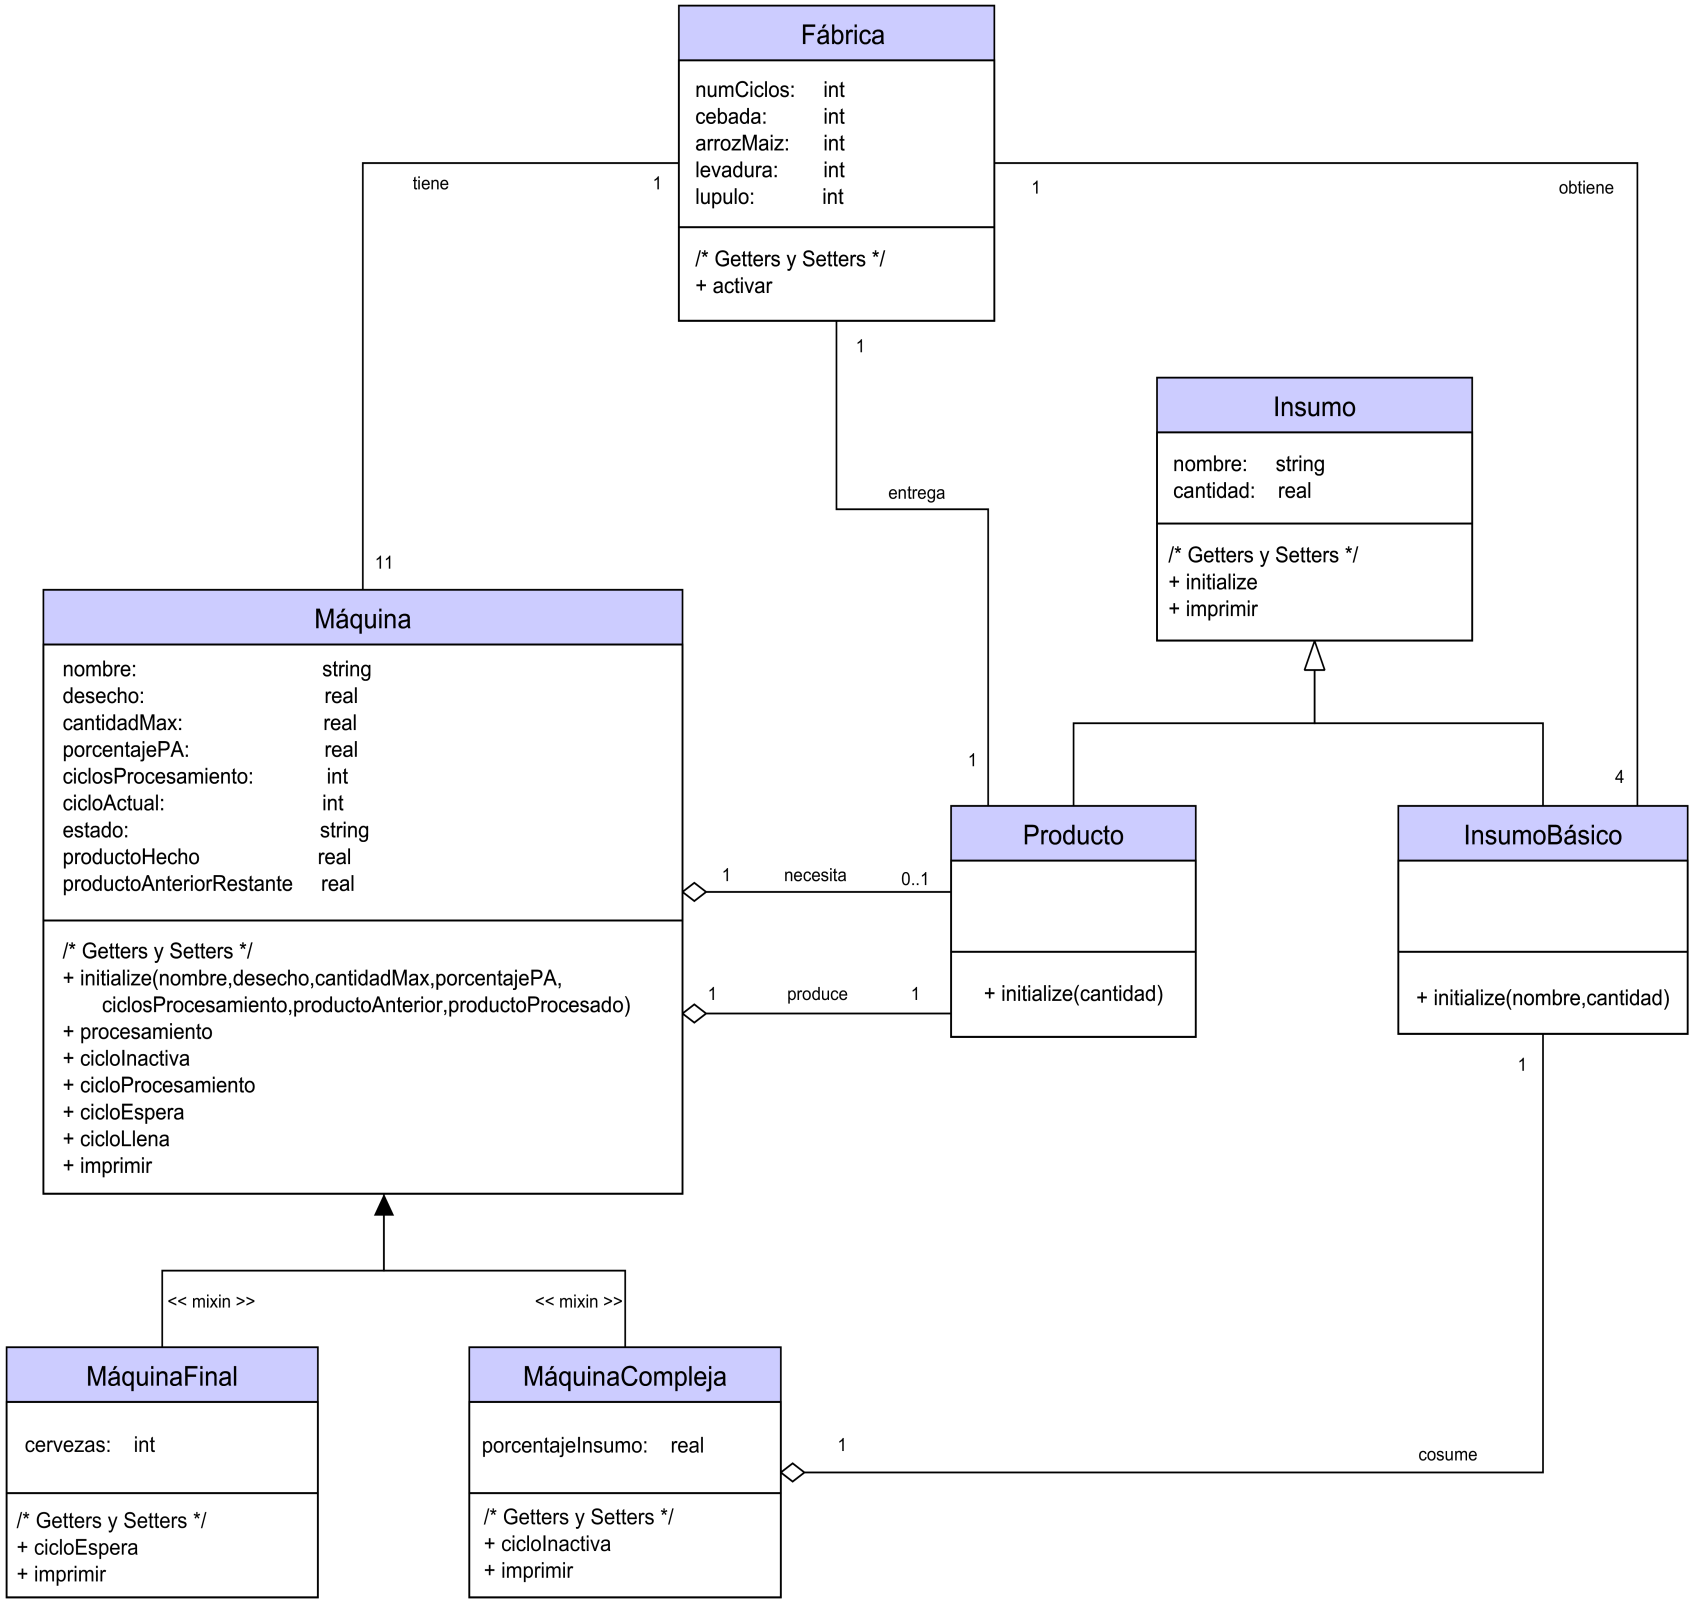 Fábrica
numCiclos: int
cebada: int
arrozMaiz: int
levadura: int
lupulo: int
/* Getters y Setters */
+ activar
tiene
1
11
1
obtiene
4
1
entrega
1
Insumo
nombre: string
cantidad: real
/* Getters y Setters */
+ initialize
+ imprimir
Máquina
nombre: string
desecho: real
cantidadMax: real
porcentajePA: real
ciclosProcesamiento: int
cicloActual: int
estado: string
productoHecho real
productoAnteriorRestante real
/* Getters y Setters */
+ initialize(nombre,desecho,cantidadMax,porcentajePA,
ciclosProcesamiento,productoAnterior,productoProcesado)
+ procesamiento
+ cicloInactiva
+ cicloProcesamiento
+ cicloEspera
+ cicloLlena
+ imprimir
1 necesita 0..1
1 produce 1
Producto
+ initialize(cantidad)
InsumoBásico
+ initialize(nombre,cantidad)
1
<< mixin >>
<< mixin >>
MáquinaFinal
cervezas: int
/* Getters y Setters */
+ cicloEspera
+ imprimir
MáquinaCompleja
porcentajeInsumo: real
/* Getters y Setters */
+ cicloInactiva
+ imprimir
1
cosume